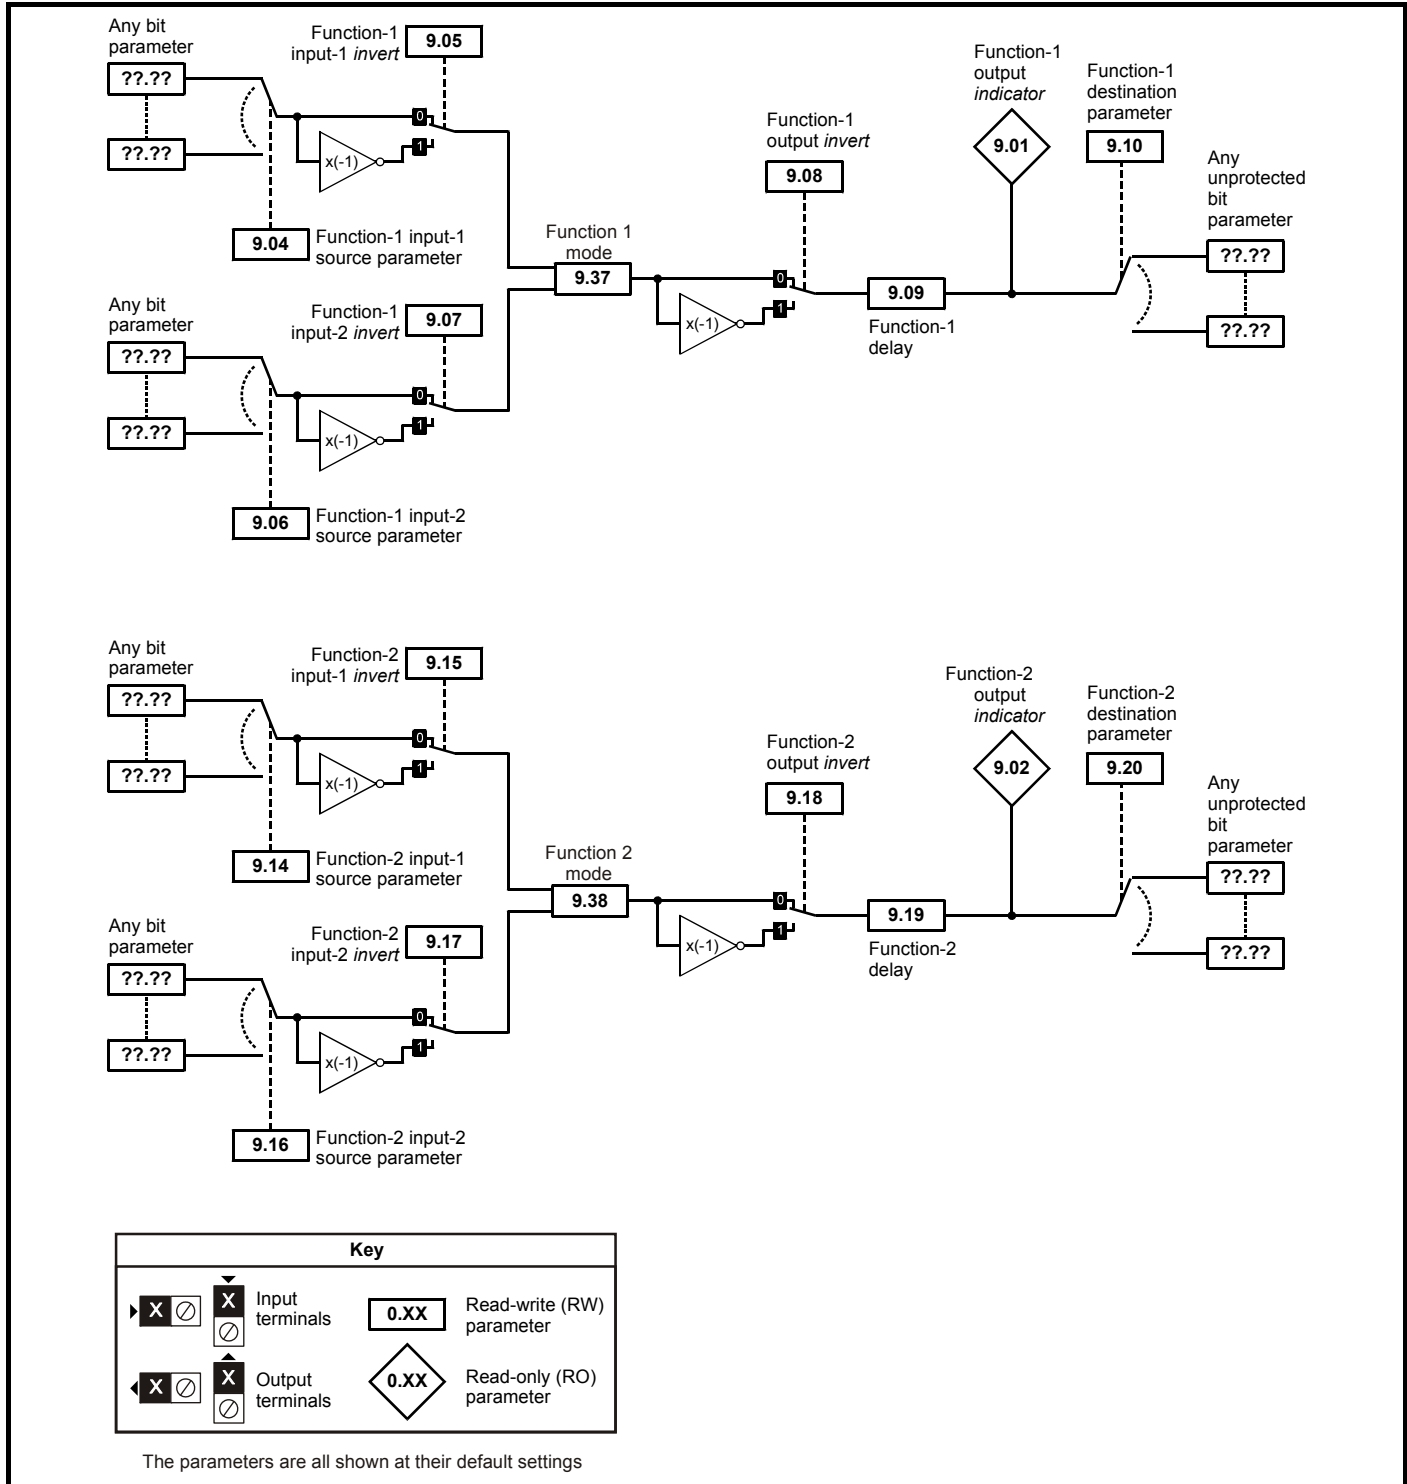 Any bit
parameter
??.??
??.??
Function-1
input-1 invert
9.05
0
1
x(-1)
9.04
Function-1 input-1
source parameter
Any bit
parameter
??.??
??.??
Function-1
input-2 invert
9.07
0
1
x(-1)
9.06
Function-1 input-2
source parameter
Function 1
mode
9.37
x(-1)
Function-1
output invert
9.08
0
1
9.09
Function-1
delay
Function-1
output
indicator
9.01
Function-1
destination
parameter
9.10
Any
unprotected
bit
parameter
??.??
??.??
Any bit
parameter
??.??
??.??
Function-2
input-1 invert
9.15
0
1
x(-1)
9.14
Function-2 input-1
source parameter
Any bit
parameter
??.??
??.??
Function-2
input-2 invert
9.17
0
1
x(-1)
9.16
Function-2 input-2
source parameter
Function 2
mode
9.38
x(-1)
Function-2
output invert
9.18
0
1
9.19
Function-2
delay
Function-2
output
indicator
9.02
Function-2
destination
parameter
9.20
Any
unprotected
bit
parameter
??.??
??.??
Key
X
X
Input
terminals
0.XX
Read-write (RW)
parameter
X
X
Output
terminals
0.XX
Read-only (RO)
parameter
The parameters are all shown at their default settings